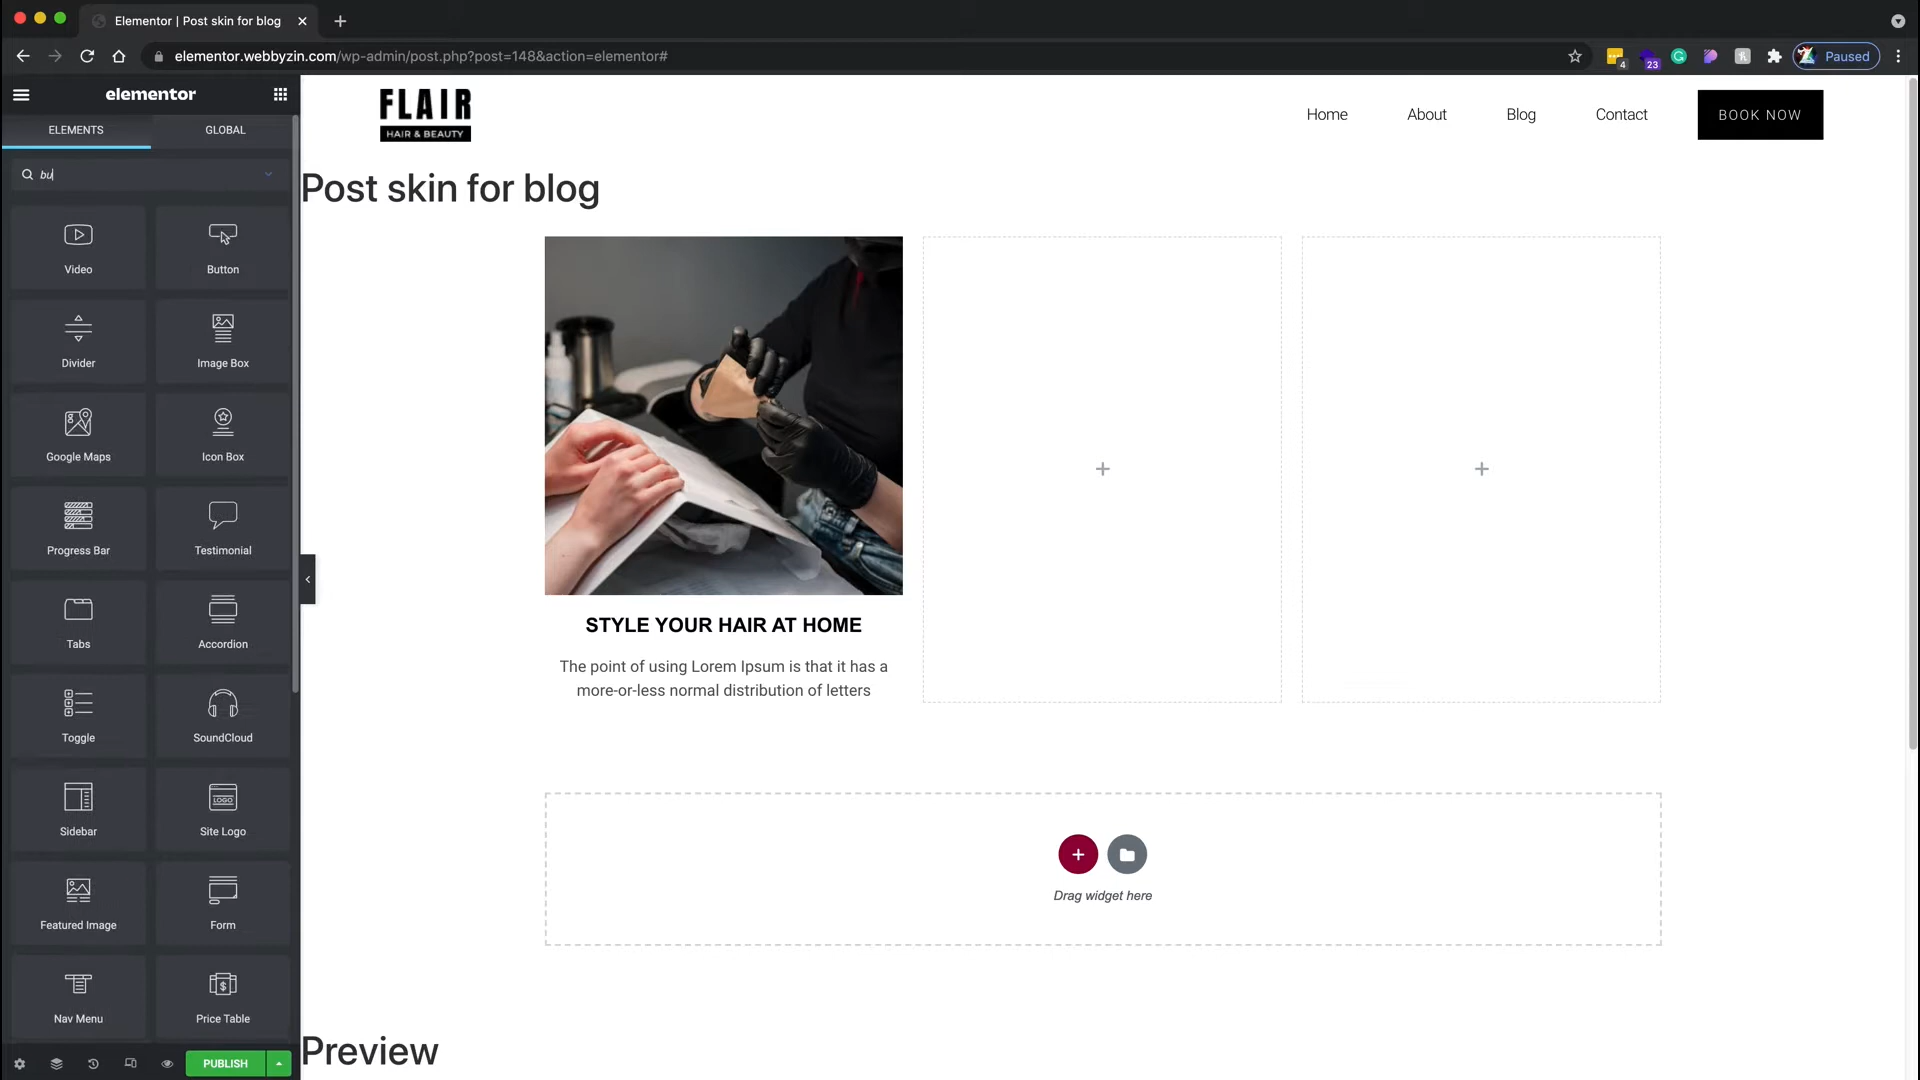 Elementor | Post skin for blog
elementor.webbyzin.com/wp-admin/post.php?post=148&action=elementor#
4
23
Paused
elementor
ELEMENTS
GLOBAL
bu
Video
Button
Divider
Image Box
Google Maps
Icon Box
Progress Bar
Testimonial
Tabs
Accordion
Toggle
SoundCloud
Sidebar
LOGO
Site Logo
Featured Image
Form
Nav Menu
Price Table
PUBLISH
FLAIR
HAIR & BEAUTY
Home
About
Blog
Contact
BOOK NOW
Post skin for blog
STYLE YOUR HAIR AT HOME
The point of using Lorem Ipsum is that it has a
more-or-less normal distribution of letters
Drag widget here
Preview